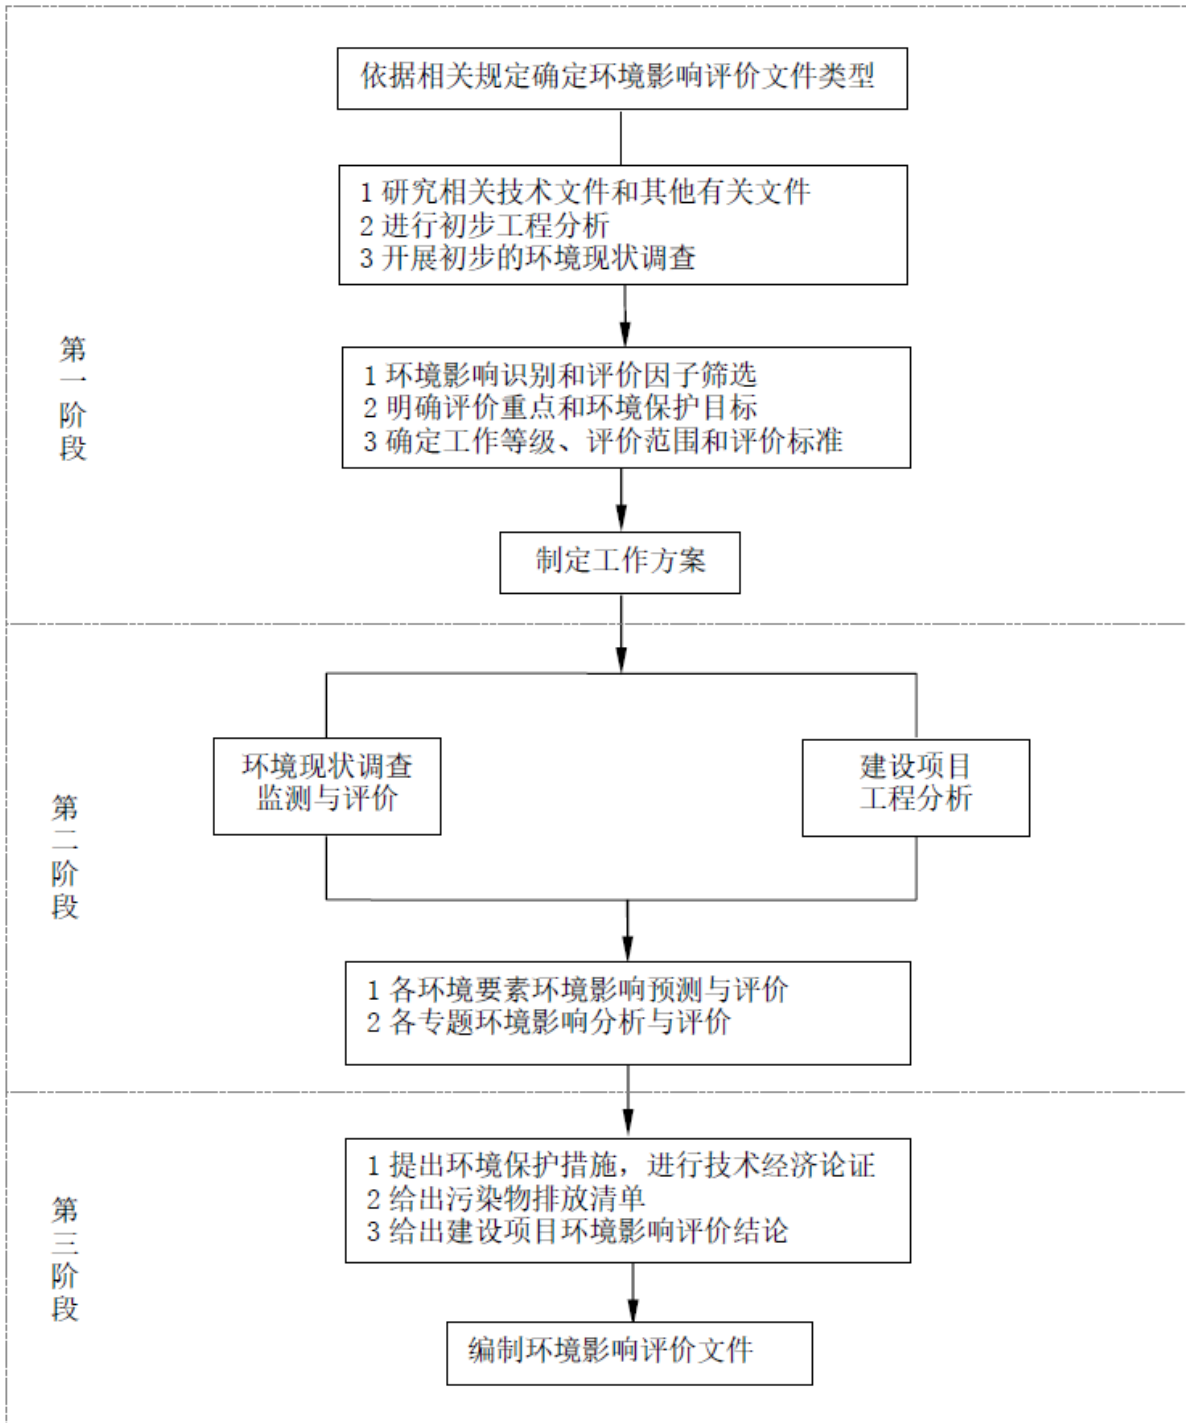 依据相关规定确定环境影响评价文件类型
1 研究相关技术文件和其他有关文件
2 进行初步工程分析
3 开展初步的环境现状调查
第一阶段
1 环境影响识别和评价因子筛选
2 明确评价重点和环境保护目标
3 确定工作等级、评价范围和评价标准
制定工作方案
第二阶段
环境现状调查
监测与评价
建设项目
工程分析
1 各环境要素环境影响预测与评价
2 各专题环境影响分析与评价
第三阶段
1 提出环境保护措施，进行技术经济论证
2 给出污染物排放清单
3 给出建设项目环境影响评价结论
编制环境影响评价文件